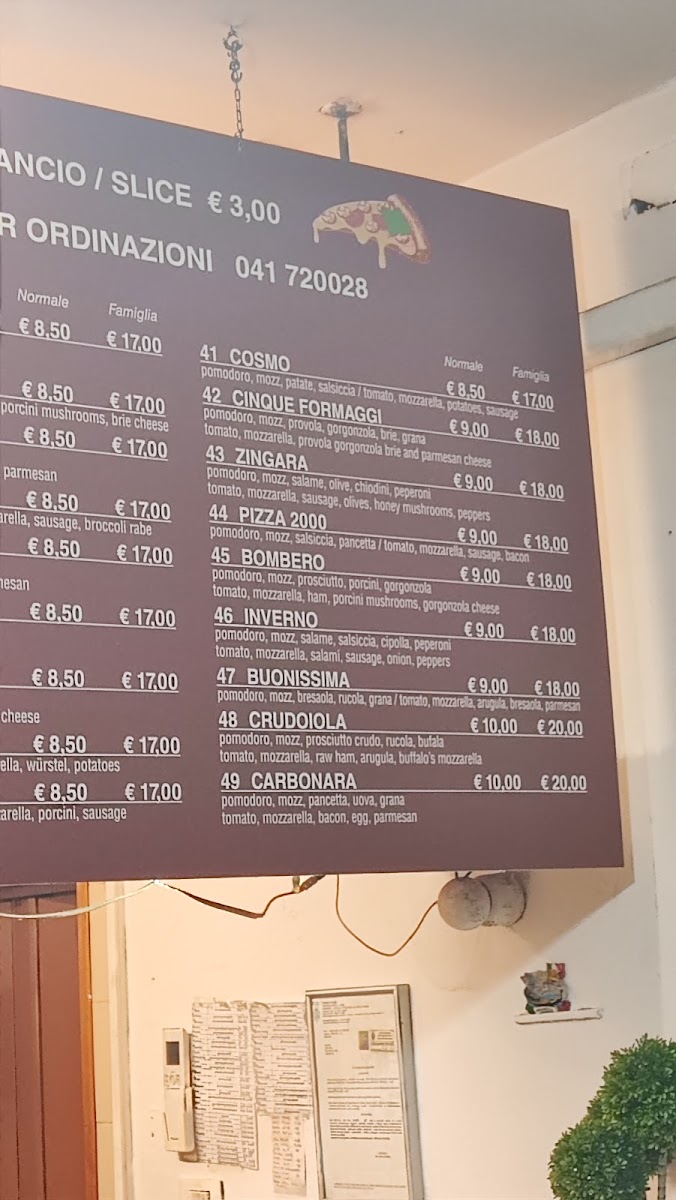 ANCIO / SLICE € 3,00
R ORDINAZIONI 041 720028
Normale Famiglia
€ 8,50 € 17,00
€ 8,50 € 17,00
porcini mushrooms, brie cheese
€ 8,50 € 17,00
parmesan
€ 8,50 € 17,00
arella, sausage, broccoli rabe
€ 8,50 € 17,00
mesan
€ 8,50 € 17,00
€ 8,50 € 17,00
cheese
€ 8,50 € 17,00
ella, würstel, potatoes
€ 8,50 € 17,00
arella, porcini, sausage
Normale Famiglia
41 COSMO € 8,50 € 17,00
pomodoro, mozz, patate, salsiccia / tomato, mozzarella, potatoes, sausage
42 CINQUE FORMAGGI € 9,00 € 18,00
pomodoro, mozz, provola, gorgonzola, brie, grana
tomato, mozzarella, provola gorgonzola brie and parmesan cheese
43 ZINGARA € 9,00 € 18,00
pomodoro, mozz, salame, olive, chiodini, peperoni
tomato, mozzarella, sausage, olives, honey mushrooms, peppers
44 PIZZA 2000 € 9,00 € 18,00
pomodoro, mozz, salsiccia, pancetta / tomato, mozzarella, sausage, bacon
45 BOMBERO € 9,00 € 18,00
pomodoro, mozz, prosciutto, porcini, gorgonzola
tomato, mozzarella, ham, porcini mushrooms, gorgonzola cheese
46 INVERNO € 9,00 € 18,00
pomodoro, mozz, salame, salsiccia, cipolla, peperoni
tomato, mozzarella, salami, sausage, onion, peppers
47 BUONISSIMA € 9,00 € 18,00
pomodoro, mozz, bresaola, rucola, grana / tomato, mozzarella, arugula, bresaola, parmesan
48 CRUDOIOLA € 10,00 € 20,00
pomodoro, mozz, prosciutto crudo, rucola, bufala
tomato, mozzarella, raw ham, arugula, buffalo's mozzarella
49 CARBONARA € 10,00 € 20,00
pomodoro, mozz, pancetta, uova, grana
tomato, mozzarella, bacon, egg, parmesan